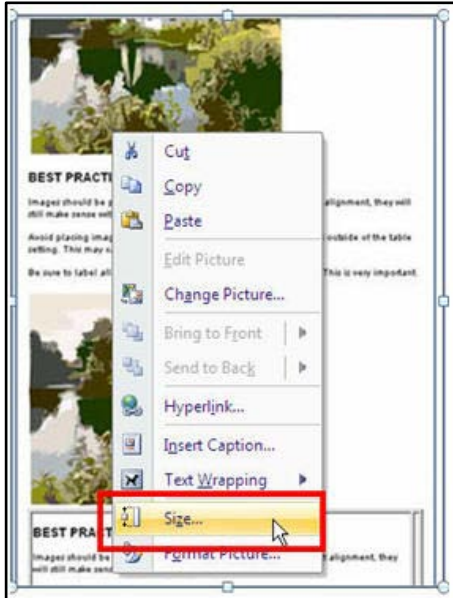 BEST PRACTI
Images should be p
alignment, they will
still make sense wit
Avoid placing imag
outside of the table
setting. This may c
Be sure to label all
This is very important.
Cut
Copy
Paste
Edit Picture
Change Picture...
Bring to Front
Send to Back
Hyperlink...
Insert Caption...
Text Wrapping
Size...
Format Picture...
BEST PRACT
Images should be
alignment, they
will still make sens